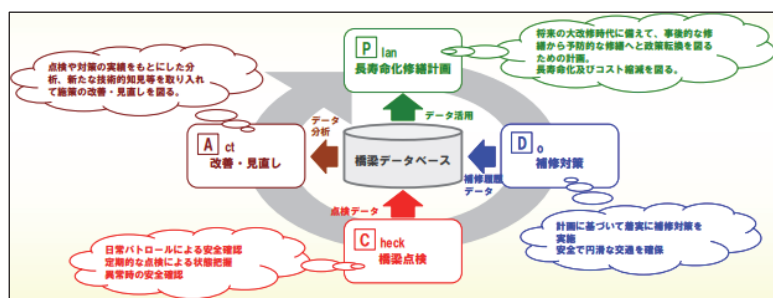 Plan
長寿命化修繕計画
将来の大改修時代に備えて、事後的な修
繕から予防的な修繕へと政策転換を図る
ための計画。
長寿命化及びコスト縮減を図る。
点検や対策の実績をもとにした分
析、新たな技術的知見等を取り入れ
て施策の改善・見直しを図る。
データ
分析
データ活用
Act
改善・見直し
橋梁データベース
Do
補修対策
補修履歴
データ
点検データ
Check
橋梁点検
日常パトロールによる安全確認
定期的な点検による状態把握
異常時の安全確認
計画に基づいて着実に補修対策を
実施
安全で円滑な交通を確保